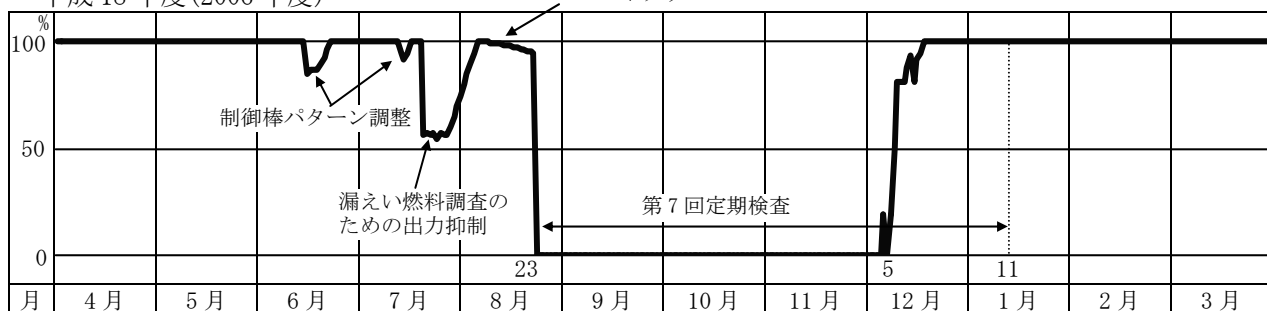 %
100
制御棒パターン調整
50
漏えい燃料調査の
ための出力抑制
第7回定期検査
0
23
5
11
月 4月 5月 6月 7月 8月 9月 10月 11月 12月 1月 2月 3月